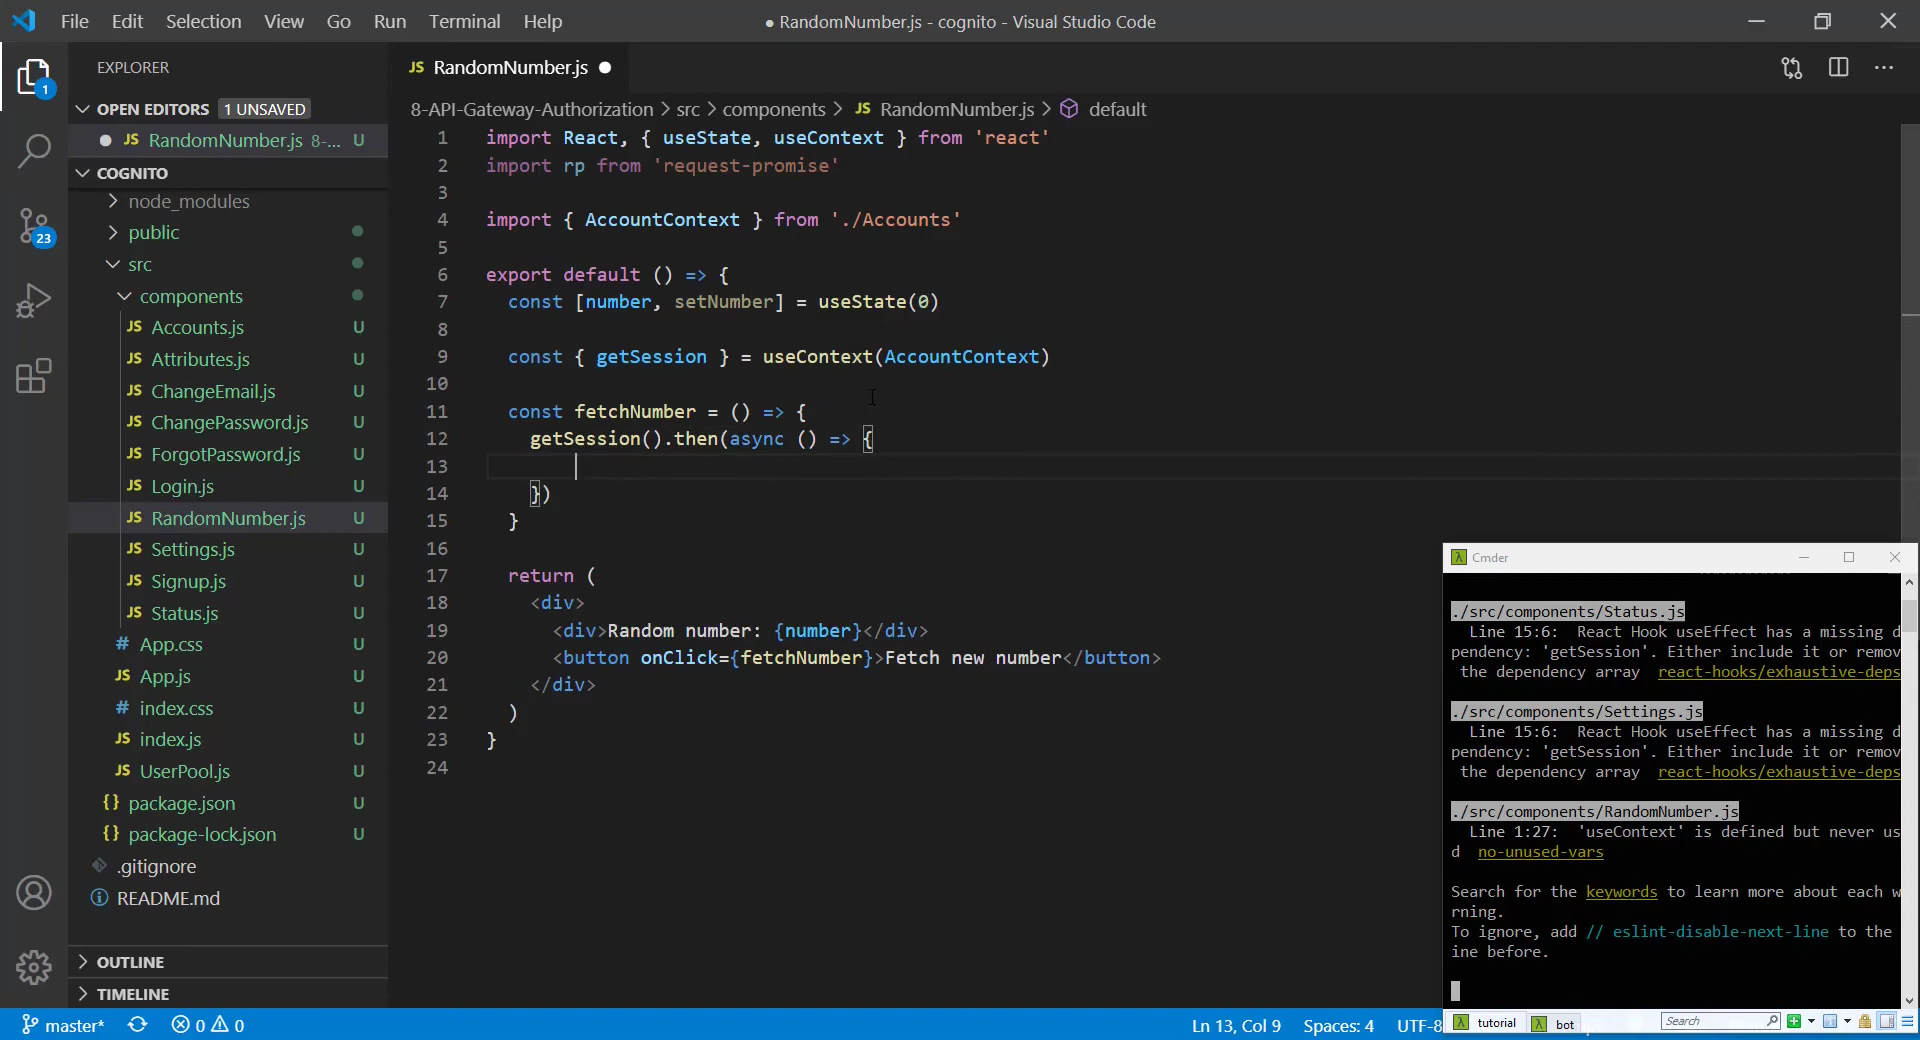 File Edit Selection View Go Run Terminal Help
● RandomNumber.js - cognito - Visual Studio Code
EXPLORER
OPEN EDITORS 1 UNSAVED
JS RandomNumber.js 8-... U
COGNITO
node_modules
public
src
components
JS Accounts.js U
JS Attributes.js U
JS ChangeEmail.js U
JS ChangePassword.js U
JS ForgotPassword.js U
JS Login.js U
JS RandomNumber.js U
JS Settings.js U
JS Signup.js U
JS Status.js U
# App.css U
JS App.js U
# index.css U
JS index.js U
JS UserPool.js U
{} package.json U
{} package-lock.json U
.gitignore
README.md
OUTLINE
TIMELINE
1
23
JS RandomNumber.js ●
8-API-Gateway-Authorization > src > components > JS RandomNumber.js > default
1 import React, { useState, useContext } from 'react'
2 import rp from 'request-promise'
3
4 import { AccountContext } from './Accounts'
5
6 export default () => {
7 const [number, setNumber] = useState(0)
8
9 const { getSession } = useContext(AccountContext)
10
11 const fetchNumber = () => {
12 getSession().then(async () => {
13
14 })
15 }
16
17 return (
18 <div>
19 <div>Random number: {number}</div>
20 <button onClick={fetchNumber}>Fetch new number</button>
21 </div>
22 )
23 }
24
Cmder
./src/components/Status.js
Line 15:6: React Hook useEffect has a missing d
pendency: 'getSession'. Either include it or remov
the dependency array react-hooks/exhaustive-deps
./src/components/Settings.js
Line 15:6: React Hook useEffect has a missing d
pendency: 'getSession'. Either include it or remov
the dependency array react-hooks/exhaustive-deps
./src/components/RandomNumber.js
Line 1:27: 'useContext' is defined but never us
d no-unused-vars
Search for the keywords to learn more about each w
rning.
To ignore, add // eslint-disable-next-line to the
ine before.
tutorial bot Search
master* 0 0 Ln 13, Col 9 Spaces: 4 UTF-8